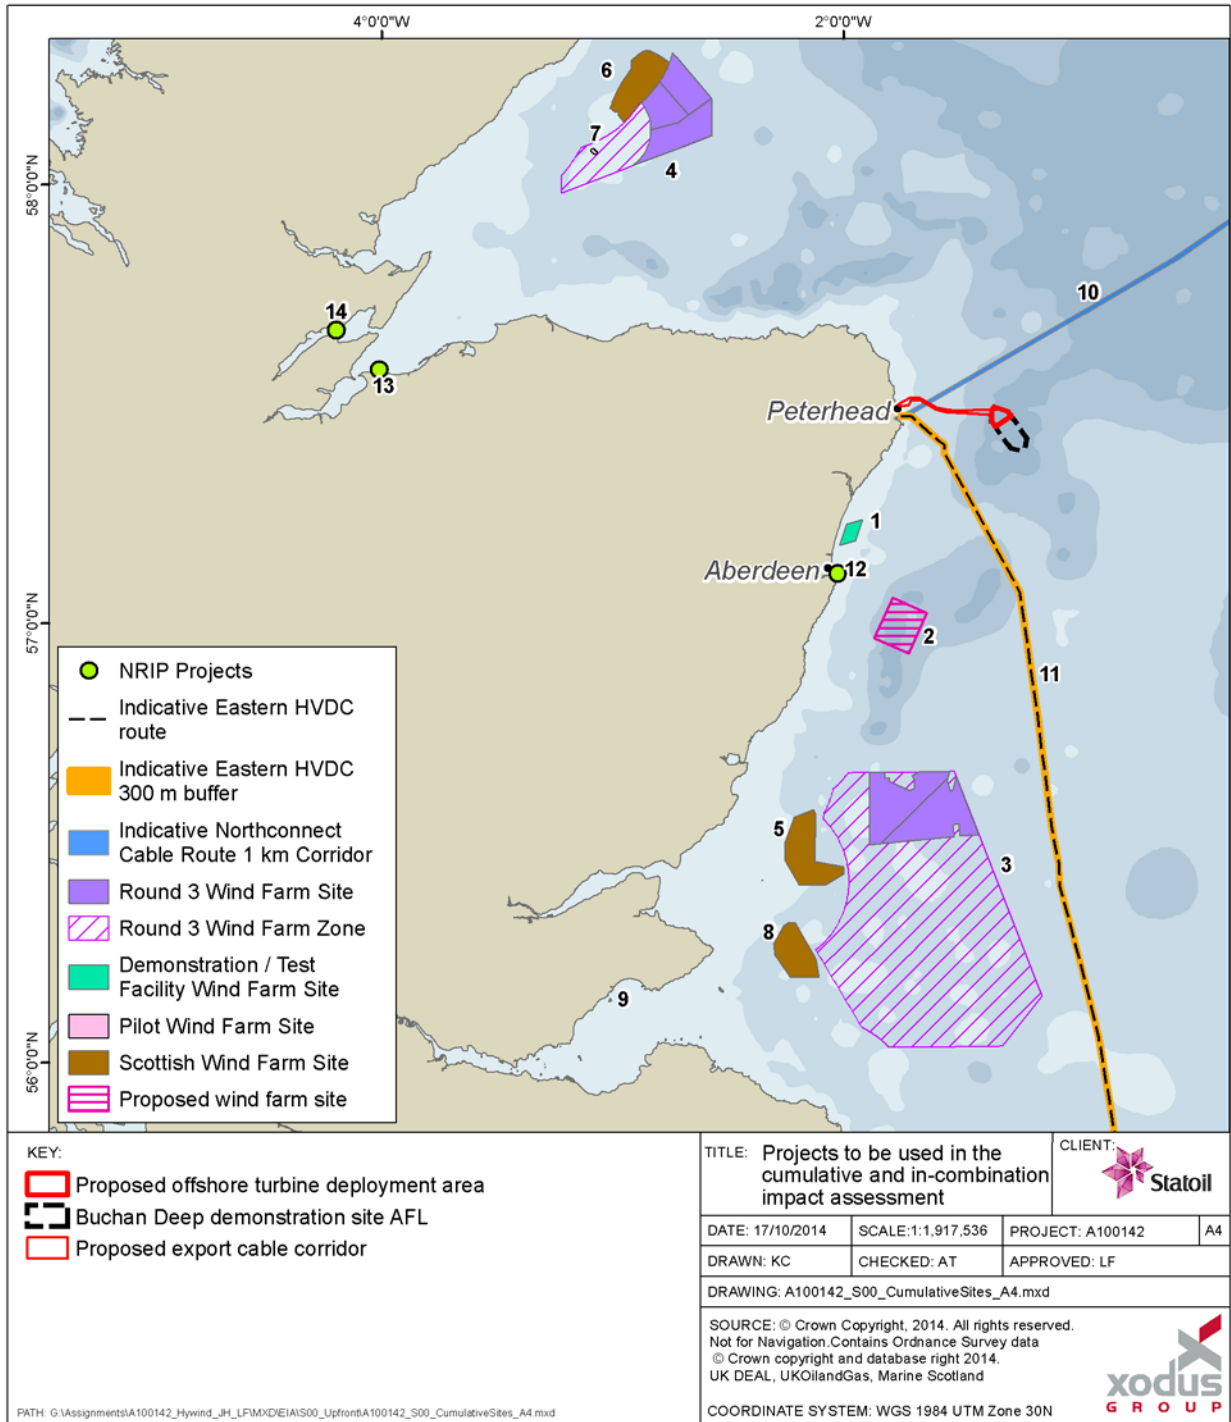 4°0'0"W
2°0'0"W
6
7
0
4
58°0'0"N
10
14
13
Peterhead
1
Aberdeen
12
57°0'0"N
2
11
5
3
8
9
56°0'0"N
NRIP Projects
Indicative Eastern HVDC
route
Indicative Eastern HVDC
300 m buffer
Indicative Northconnect
Cable Route 1 km Corridor
Round 3 Wind Farm Site
Round 3 Wind Farm Zone
Demonstration / Test
Facility Wind Farm Site
Pilot Wind Farm Site
Scottish Wind Farm Site
Proposed wind farm site
KEY:
Proposed offshore turbine deployment area
Buchan Deep demonstration site AFL
Proposed export cable corridor
TITLE: Projects to be used in the
cumulative and in-combination
impact assessment
CLIENT:
Statoil
DATE: 17/10/2014
SCALE:1:1,917,536
PROJECT: A100142
A4
DRAWN: KC
CHECKED: AT
APPROVED: LF
DRAWING: A100142_S00_CumulativeSites_A4.mxd
SOURCE: © Crown Copyright, 2014. All rights reserved.
Not for Navigation.Contains Ordnance Survey data
© Crown copyright and database right 2014.
UK DEAL, UKOilandGas, Marine Scotland
COORDINATE SYSTEM: WGS 1984 UTM Zone 30N
xodus
GROUP
PATH: G:\Assignments\A100142_Hywind_JH_LF\MXD\EIA\S00_Upfront\A100142_S00_CumulativeSites_A4.mxd